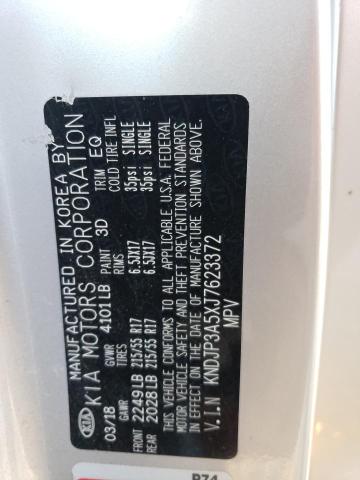 KIA
MANUFACTURED IN KOREA BY
KIA MOTORS CORPORATION
03/18 GVWR 4101LB PAINT 3D TRIM EQ
GAWR TIRES RIMS COLD TIRE INFL
FRONT 2249LB 215/55 R17 6.5JX17 35psi SINGLE
REAR 2028LB 215/55 R17 6.5JX17 35psi SINGLE
THIS VEHICLE CONFORMS TO ALL APPLICABLE U.S.A. FEDERAL
MOTOR VEHICLE SAFETY AND THEFT PREVENTION STANDARDS
IN EFFECT ON THE DATE OF MANUFACTURE SHOWN ABOVE.
V.I.N KNDJP3A5XJ7623372
MPV